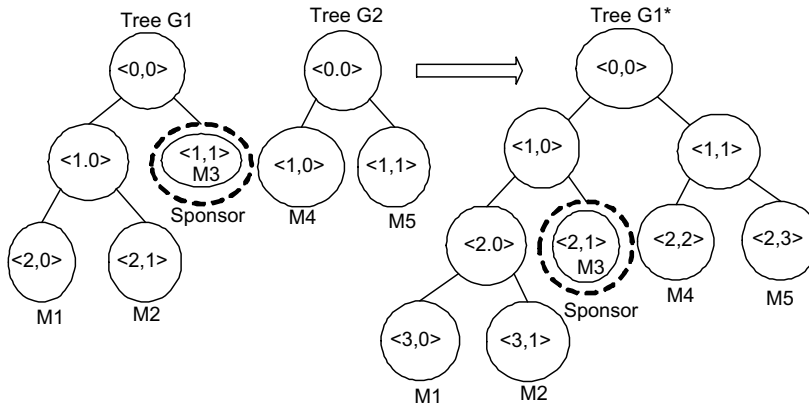 Tree G1
Tree G2
Tree G1*
<0,0>
<0.0>
<0,0>
<1.0>
<1,1>
M3
<1,0>
<1,1>
<1,0>
<1,1>
Sponsor
M4
M5
<2,0>
<2,1>
<2.0>
<2,1>
M3
<2,2>
<2,3>
M1
M2
Sponsor
M4
M5
<3,0>
<3,1>
M1
M2